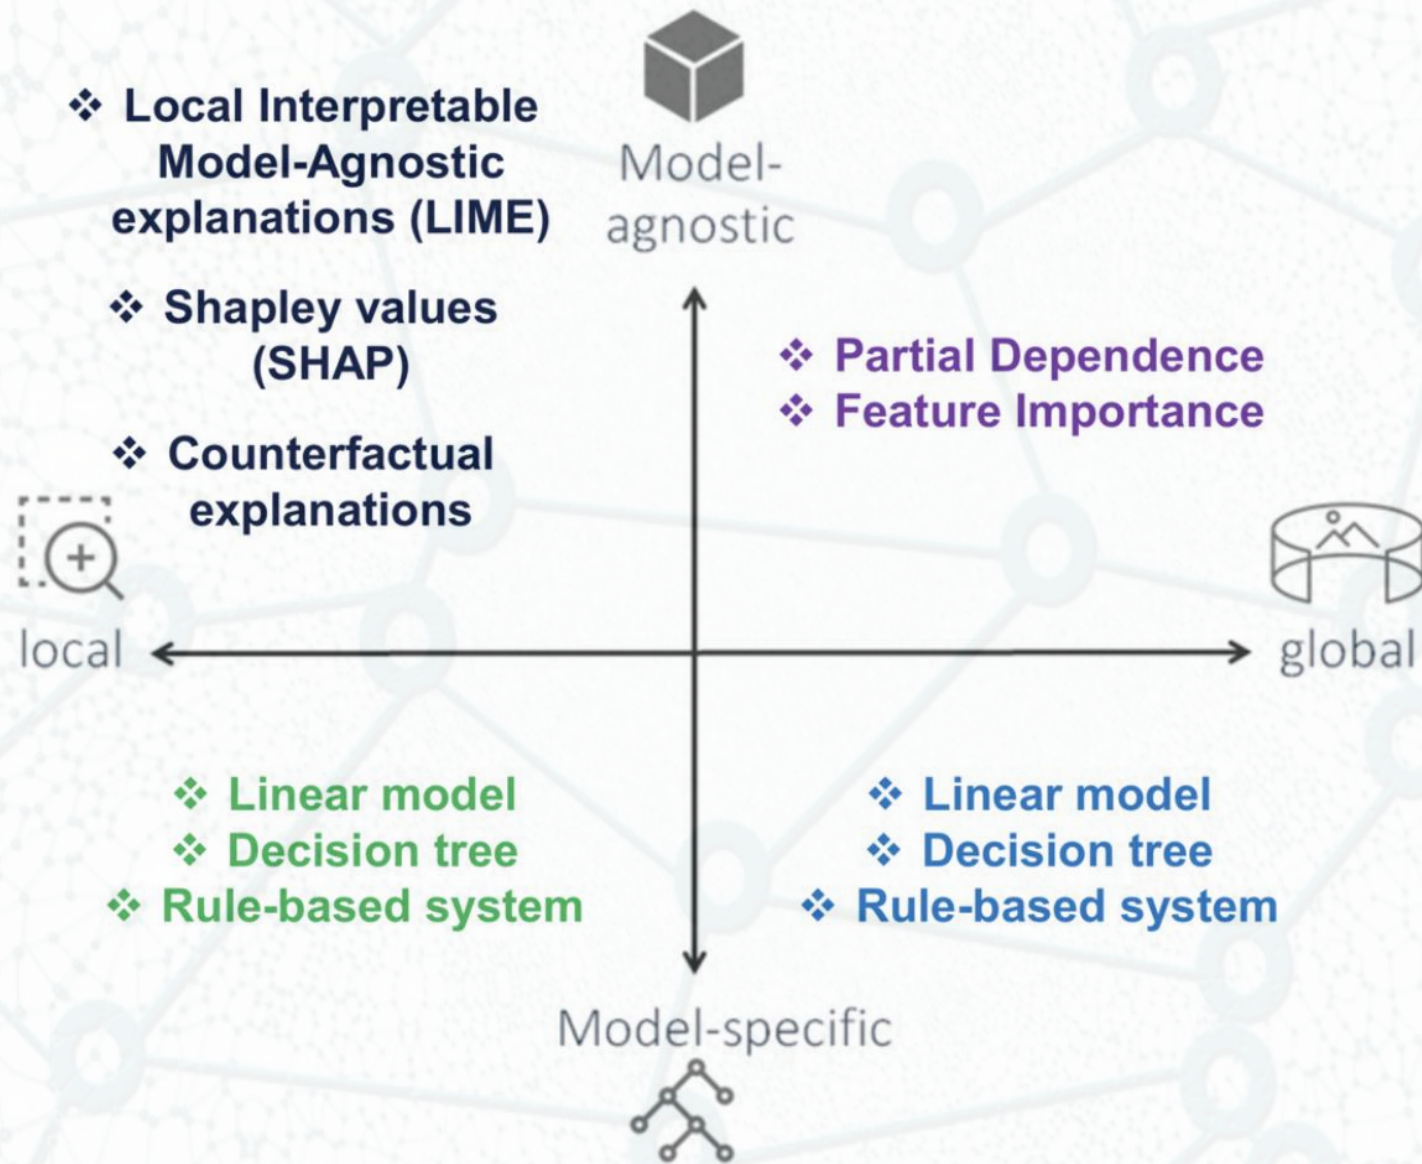 ❖ Local Interpretable
Model-Agnostic
explanations (LIME)
❖ Shapley values
(SHAP)
❖ Counterfactual
explanations
Model-
agnostic
❖ Partial Dependence
❖ Feature Importance
local
global
❖ Linear model
❖ Decision tree
❖ Rule-based system
❖ Linear model
❖ Decision tree
❖ Rule-based system
Model-specific